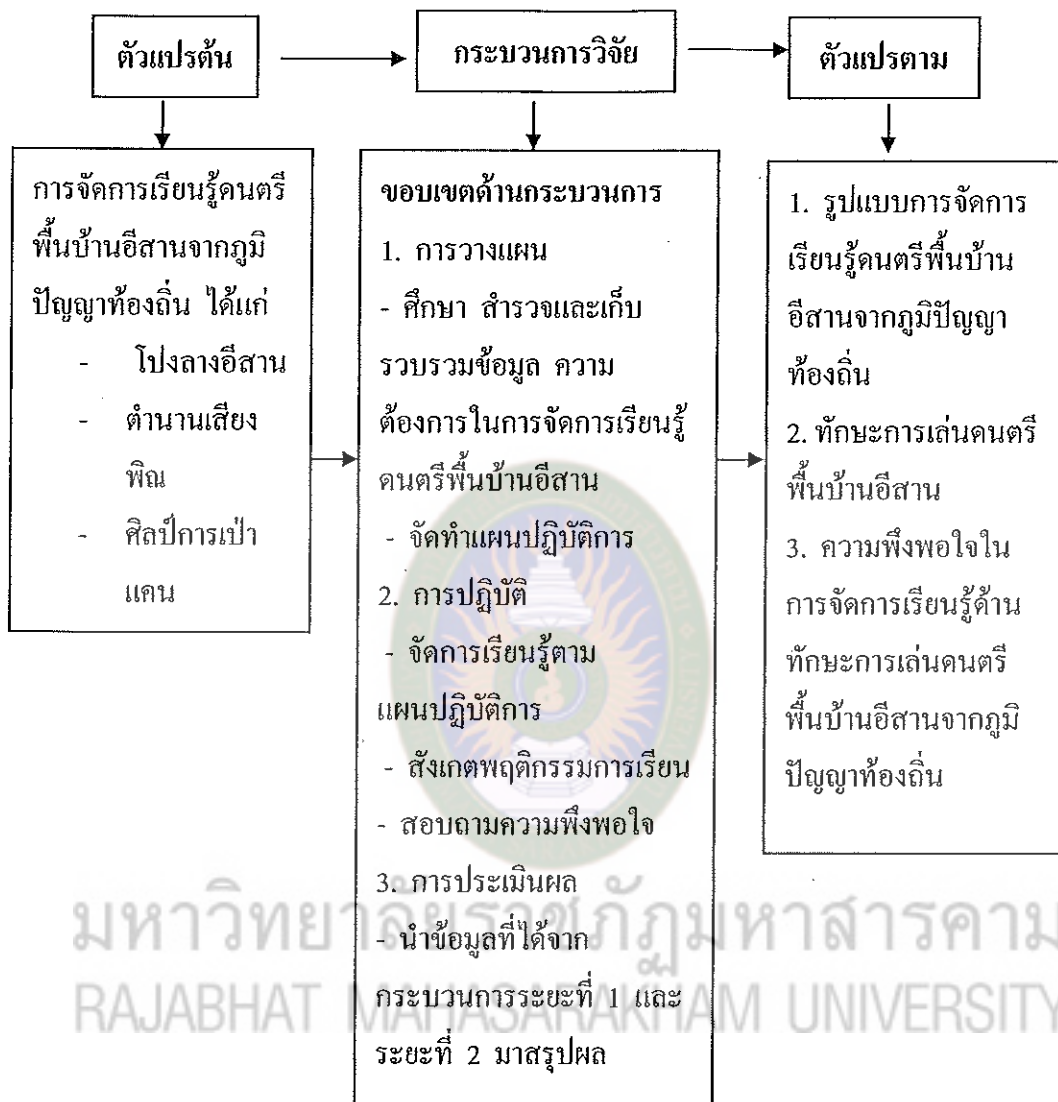 ตัวแปรต้น
กระบวนการวิจัย
ตัวแปรตาม
การจัดการเรียนรู้ดนตรี
พื้นบ้านอีสานจากภูมิ
ปัญญาท้องถิ่น ได้แก่
- โปงลางอีสาน
- ตำนานเสียง
พิณ
- ศิลป์การเป่า
แคน
ขอบเขตด้านกระบวนการ
1. การวางแผน
- ศึกษา สำรวจและเก็บ
รวบรวมข้อมูล ความ
ต้องการในการจัดการเรียนรู้
ดนตรีพื้นบ้านอีสาน
- จัดทำแผนปฏิบัติการ
2. การปฏิบัติ
- จัดการเรียนรู้ตาม
แผนปฏิบัติการ
- สังเกตพฤติกรรมการเรียน
- สอบถามความพึงพอใจ
3. การประเมินผล
- นำข้อมูลที่ได้จาก
กระบวนการระยะที่ 1 และ
ระยะที่ 2 มาสรุปผล
1. รูปแบบการจัดการ
เรียนรู้ดนตรีพื้นบ้าน
อีสานจากภูมิปัญญา
ท้องถิ่น
2. ทักษะการเล่นดนตรี
พื้นบ้านอีสาน
3. ความพึงพอใจใน
การจัดการเรียนรู้ด้าน
ทักษะการเล่นดนตรี
พื้นบ้านอีสานจากภูมิ
ปัญญาท้องถิ่น
มหาวิทยาลัยราชภัฏมหาสารคาม
RAJABHAT MAHASARAKHAM UNIVERSITY